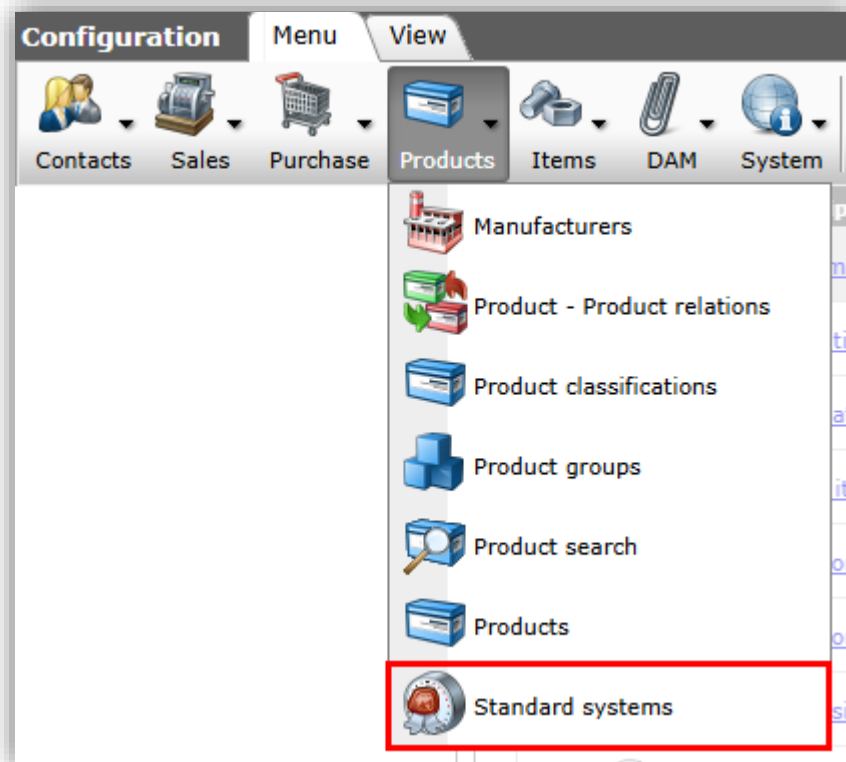 Configuration Menu View
Contacts Sales Purchase Products Items DAM System
Manufacturers
Product - Product relations
Product classifications
Product groups
Product search
Products
Standard systems